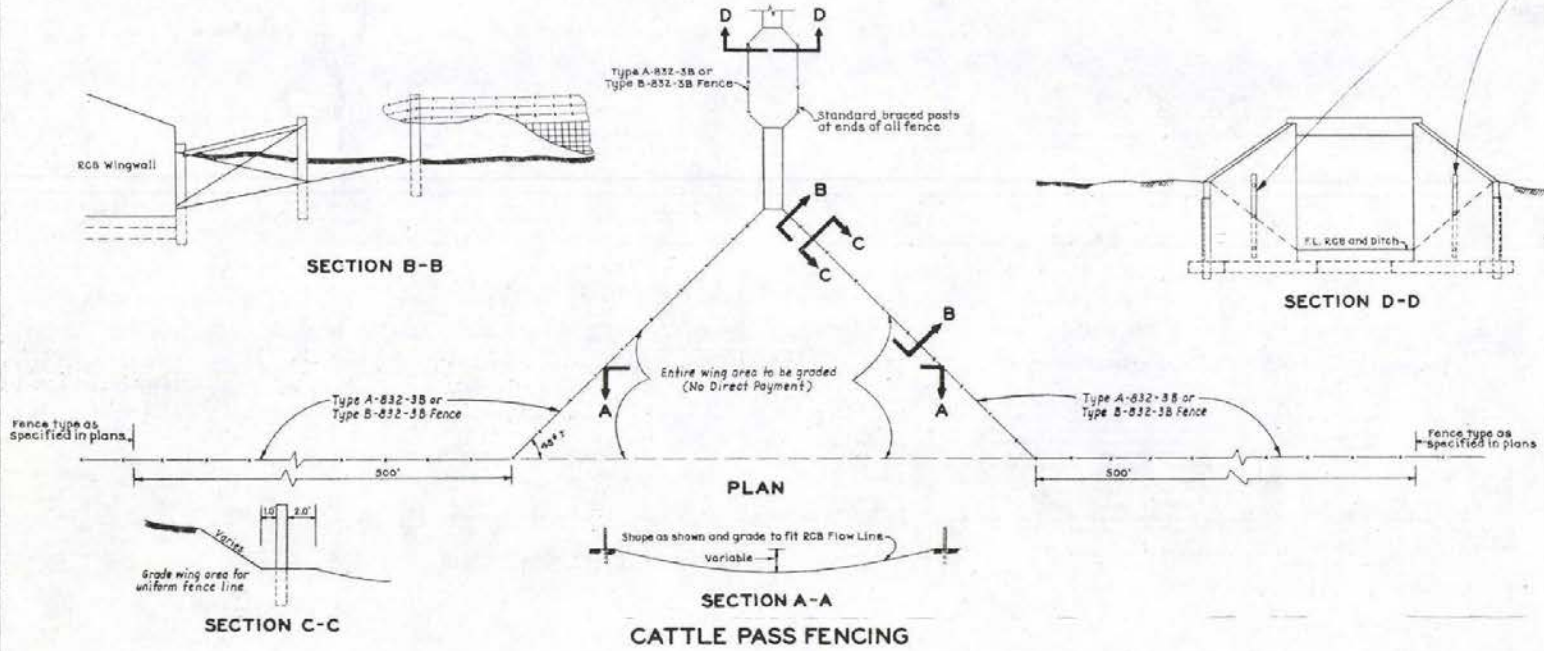 D
D
Type A-832-3B or
Type B-832-3B Fence
Standard braced posts
at ends of all fence
RCB Wingwall
SECTION B-B
B
C
C
B
F.L. RCB and Ditch
SECTION D-D
Entire wing area to be graded
(No Direct Payment)
A
A
Type A-832-3B or
Type B-832-3B Fence
Type A-832-3B or
Type B-832-3B Fence
Fence type as
specified in plans
Fence type as
specified in plans
45°±
500'
500'
PLAN
1.0'
2.0'
Varies
Grade wing area for
uniform fence line
SECTION C-C
Shape as shown and grade to fit RCB Flow Line
Variable
SECTION A-A
CATTLE PASS FENCING